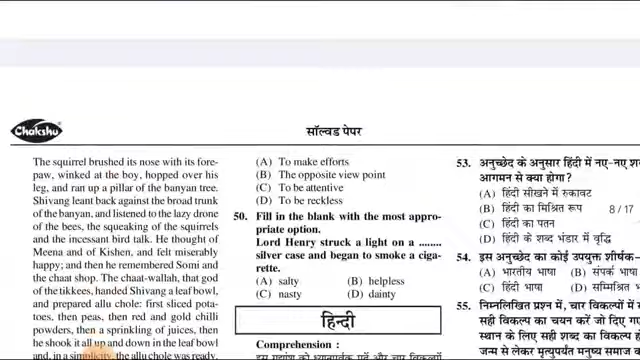 Chakshu
सॉल्वड पेपर
The squirrel brushed its nose with its fore-
paw, winked at the boy, hopped over his
leg, and ran up a pillar of the banyan tree.
Shivang leant back against the broad trunk
of the banyan, and listened to the lazy drone
of the bees, the squeaking of the squirrels
and the incessant bird talk. He thought of
Meena and of Kishen, and felt miserably
happy; and then he remembered Somi and
the chaat shop. The chaat-wallah, that god
of the tikkees, handed Shivang a leaf bowl,
and prepared allu chole: first sliced pota-
toes, then peas, then red and gold chilli
powders, then a sprinkling of juices, then
he shook it all up and down in the leaf bowl
and, in a simplicity, the allu chole was ready.
(A) To make efforts
(B) The opposite view point
(C) To be attentive
(D) To be reckless
50. Fill in the blank with the most appro-
priate option.
Lord Henry struck a light on a ........
silver case and began to smoke a ciga-
rette.
(A) salty (B) helpless
(C) nasty (D) dainty
हिन्दी
Comprehension :
53. अनुच्छेद के अनुसार हिंदी में नए-नए
आगमन से क्या होगा?
(A) हिंदी सीखने में रुकावट
(B) हिंदी का मिश्रित रूप
(C) हिंदी का पतन
(D) हिंदी के शब्द भंडार में वृद्धि
8 / 17
54. इस अनुच्छेद का कोई उपयुक्त शीर्षक-
(A) भारतीय भाषा (B) संपर्क भाषा
(C) हिंदी भाषा (D) सम्मिश्रित
55. निम्नलिखित प्रश्न में, चार विकल्पों में
सही विकल्प का चयन करें जो दिए
स्थान के लिए सही शब्द का विकल्प
जन्म से लेकर मृत्युपर्यंत मनुष्य समाज